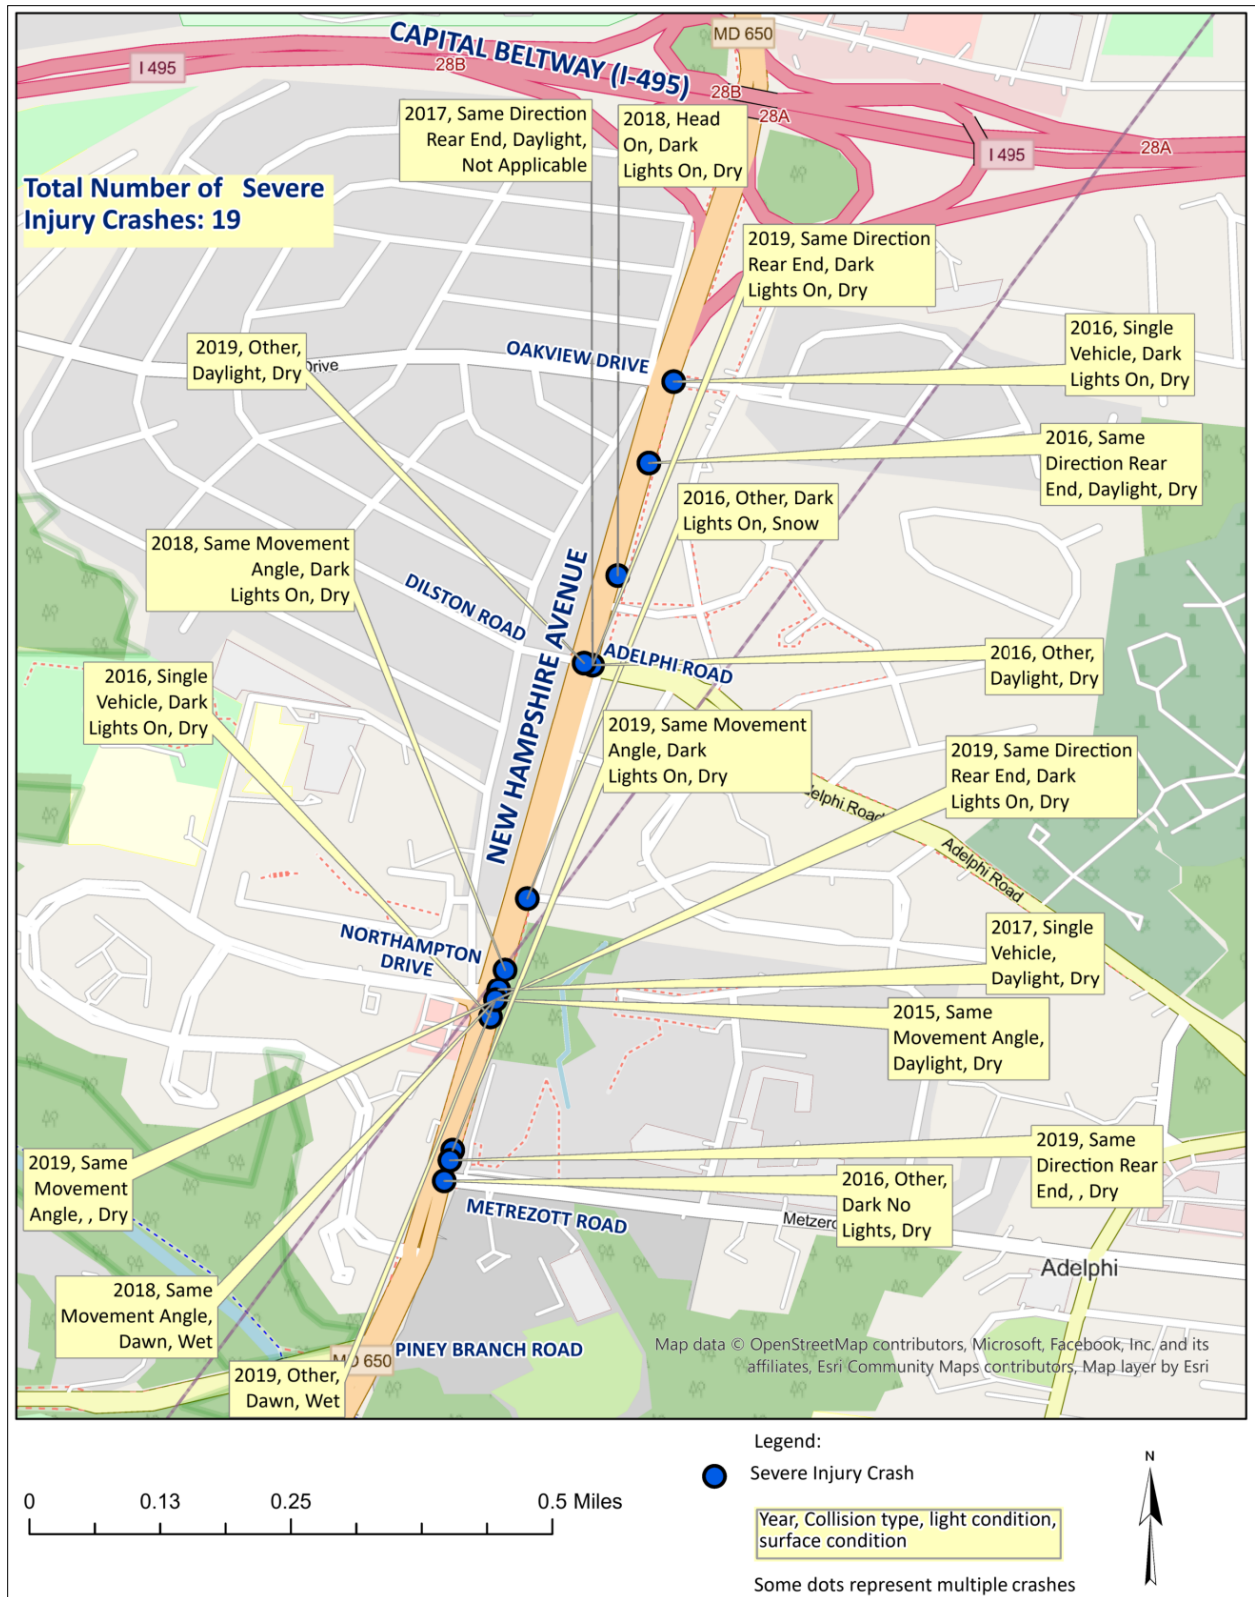 CAPITAL BELTWAY (I-495)
MD 650
I 495
28B
28B
28A
I 495
28A
2017, Same Direction
Rear End, Daylight,
Not Applicable
2018, Head
On, Dark
Lights On, Dry
Total Number of Severe
Injury Crashes: 19
2019, Same Direction
Rear End, Dark
Lights On, Dry
2019, Other,
Daylight, Dry
Drive
OAKVIEW DRIVE
2016, Single
Vehicle, Dark
Lights On, Dry
2016, Same
Direction Rear
End, Daylight, Dry
2016, Other, Dark
Lights On, Snow
2018, Same Movement
Angle, Dark
Lights On, Dry
DILSTON ROAD
NEW HAMPSHIRE AVENUE
ADELPHI ROAD
2016, Other,
Daylight, Dry
2016, Single
Vehicle, Dark
Lights On, Dry
2019, Same Movement
Angle, Dark
Lights On, Dry
2019, Same Direction
Rear End, Dark
Lights On, Dry
delphi Road
Adelphi Road
NORTHAMPTON
DRIVE
2017, Single
Vehicle,
Daylight, Dry
2015, Same
Movement Angle,
Daylight, Dry
2019, Same
Movement
Angle, , Dry
2019, Same
Direction Rear
End, , Dry
2016, Other,
Dark No
Lights, Dry
METREZOTT ROAD
Metzero
Adelphi
2018, Same
Movement Angle,
Dawn, Wet
PINEY BRANCH ROAD
MD 650
2019, Other,
Dawn, Wet
Map data © OpenStreetMap contributors, Microsoft, Facebook, Inc. and its
affiliates, Esri Community Maps contributors, Map layer by Esri
Legend:
Severe Injury Crash
N
0 0.13 0.25 0.5 Miles
Year, Collision type, light condition,
surface condition
Some dots represent multiple crashes